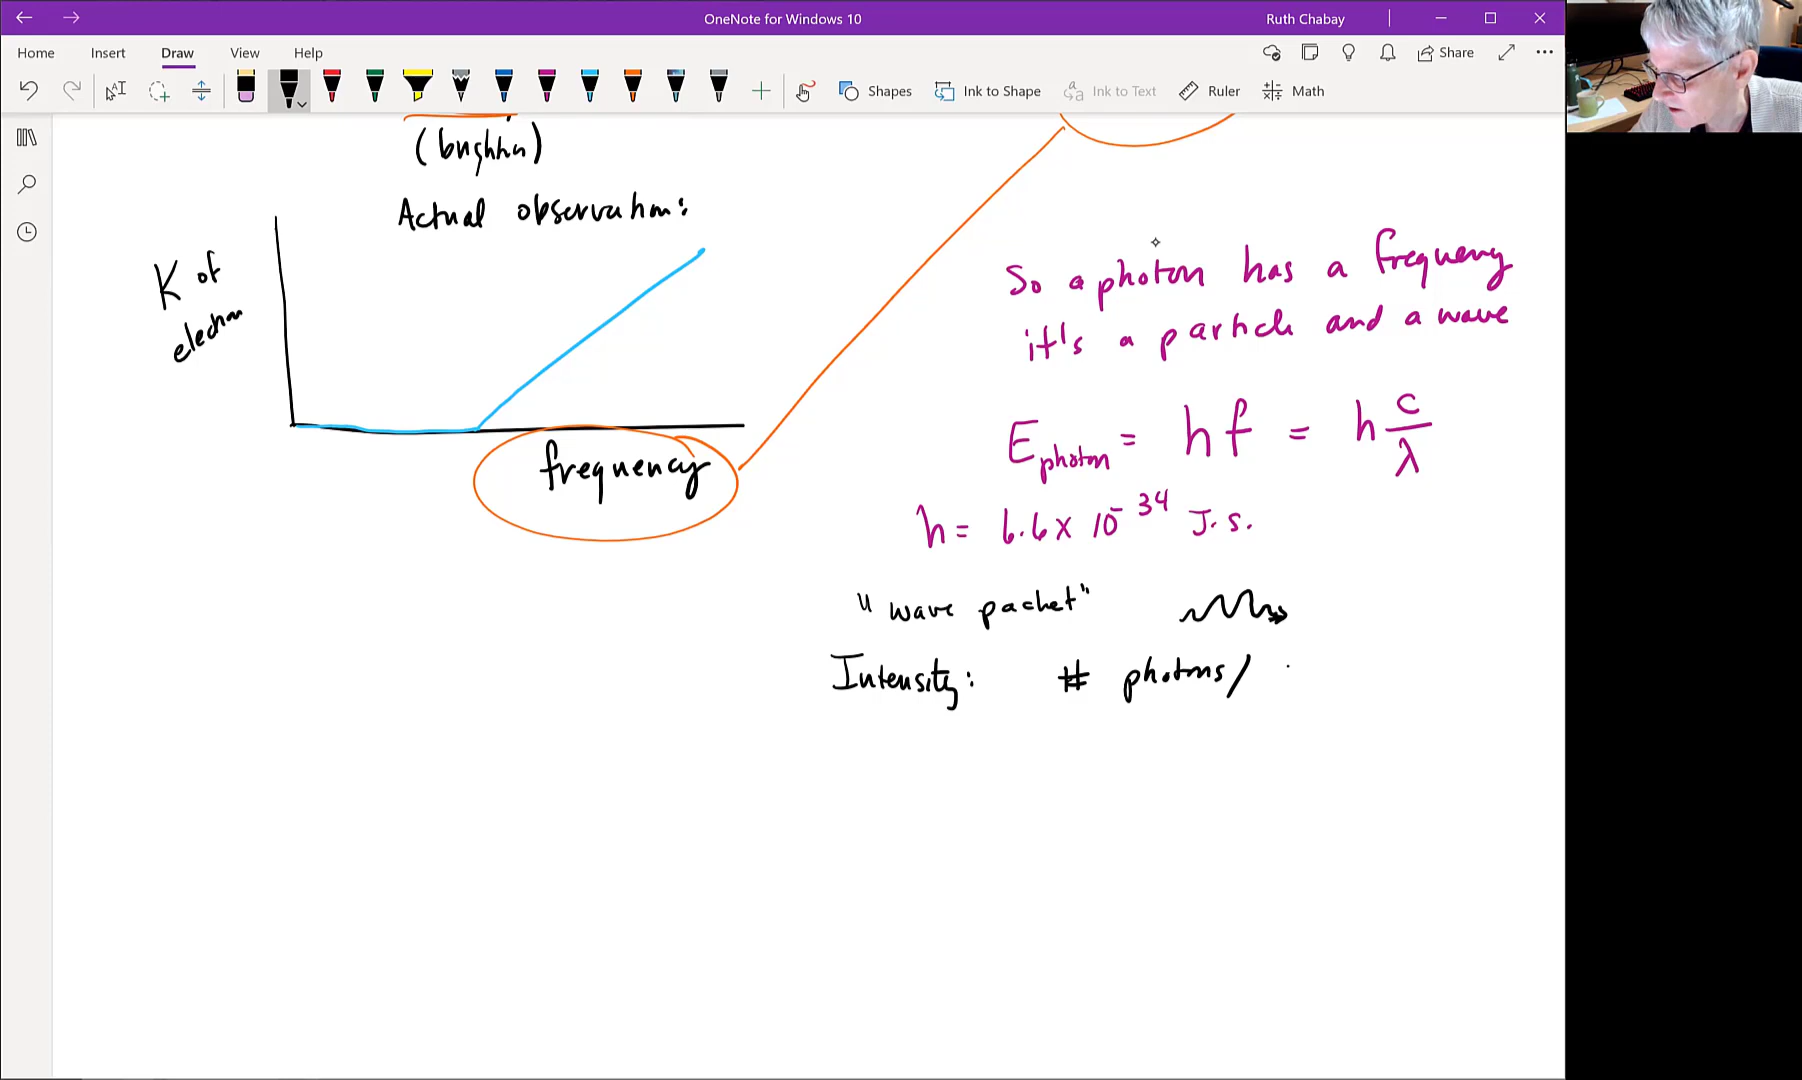 OneNote for Windows 10
Ruth Chabay
Home Insert Draw View Help
Share
Shapes Ink to Shape Ink to Text Ruler Math
Actual observation:
K of
electron
frequency
So a photon has a frequency
it's a particle and a wave
E photon = hf = h c/λ
h = 6.6 x 10^-34 J.s.
"wave packet"
Intensity: # photons/